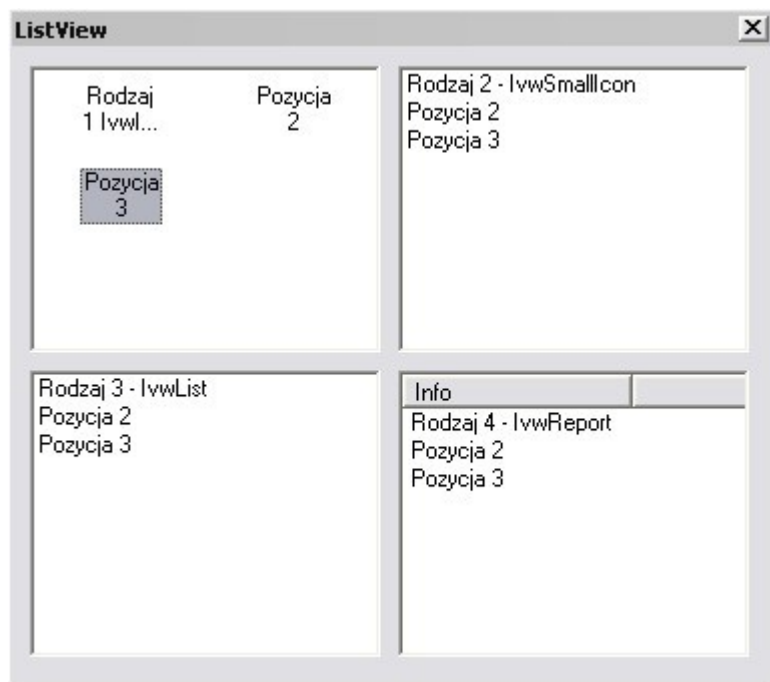 ListView
Rodzaj
1 lvwI...
Pozycja
2
Pozycja
3
Rodzaj 2 - lvwSmallIcon
Pozycja 2
Pozycja 3
Rodzaj 3 - lvwList
Pozycja 2
Pozycja 3
Info
Rodzaj 4 - lvwReport
Pozycja 2
Pozycja 3